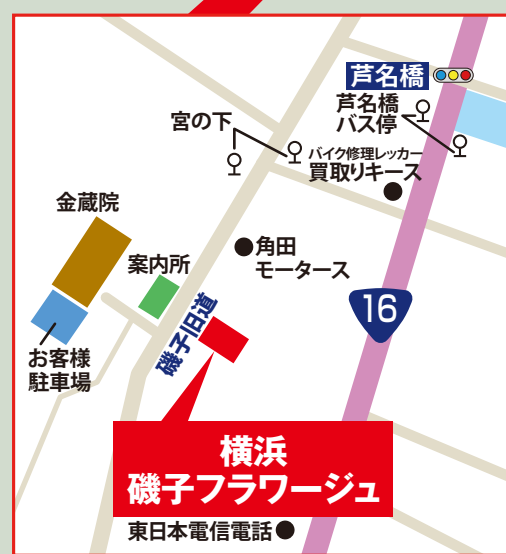 芦名橋
芦名橋
バス停
宮の下
バイク修理レッカー
買取りキース
金蔵院
角田
モータース
案内所
16
磯子旧道
お客様
駐車場
横浜
磯子フラワージュ
東日本電信電話